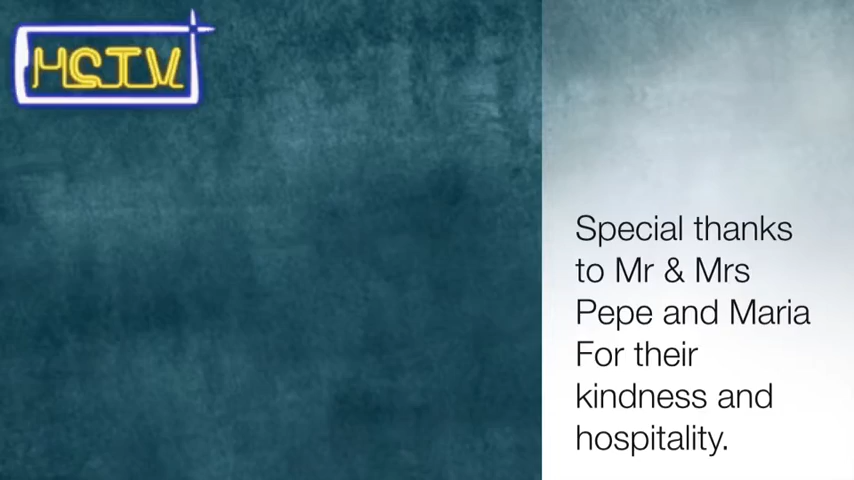 HCTV
Special thanks
to Mr & Mrs
Pepe and Maria
For their
kindness and
hospitality.